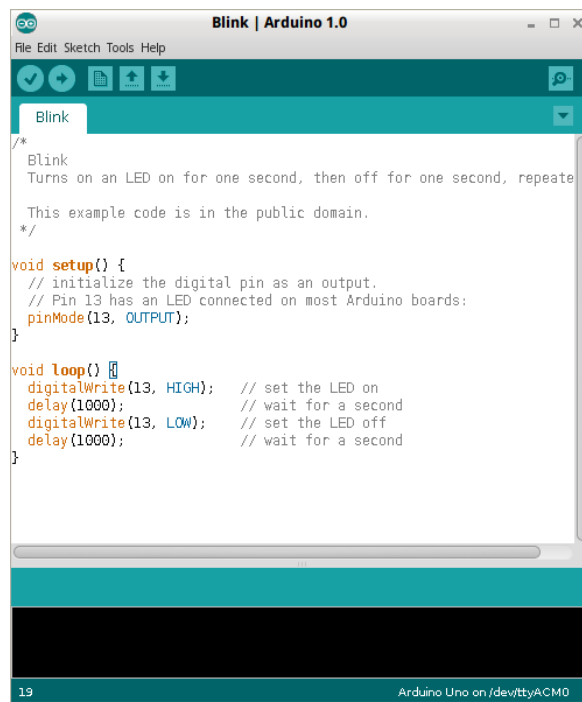 Blink | Arduino 1.0
File Edit Sketch Tools Help
Blink
/*
  Blink
  Turns on an LED on for one second, then off for one second, repeate

  This example code is in the public domain.
 */

void setup() {
  // initialize the digital pin as an output.
  // Pin 13 has an LED connected on most Arduino boards:
  pinMode(13, OUTPUT);
}

void loop() {
  digitalWrite(13, HIGH);   // set the LED on
  delay(1000);              // wait for a second
  digitalWrite(13, LOW);    // set the LED off
  delay(1000);              // wait for a second
}
19 Arduino Uno on /dev/ttyACM0